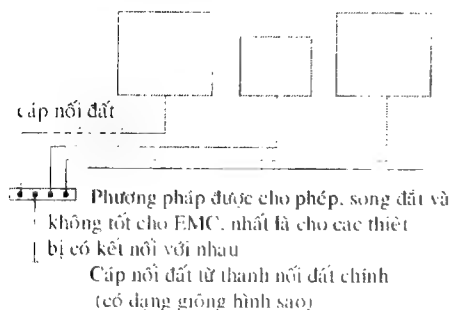 cáp nối đất
Phương pháp được cho phép, song đắt và
không tốt cho EMC, nhất là cho các thiết
bị có kết nối với nhau
Cáp nối đất từ thanh nối đất chính
(có dạng giống hình sao)